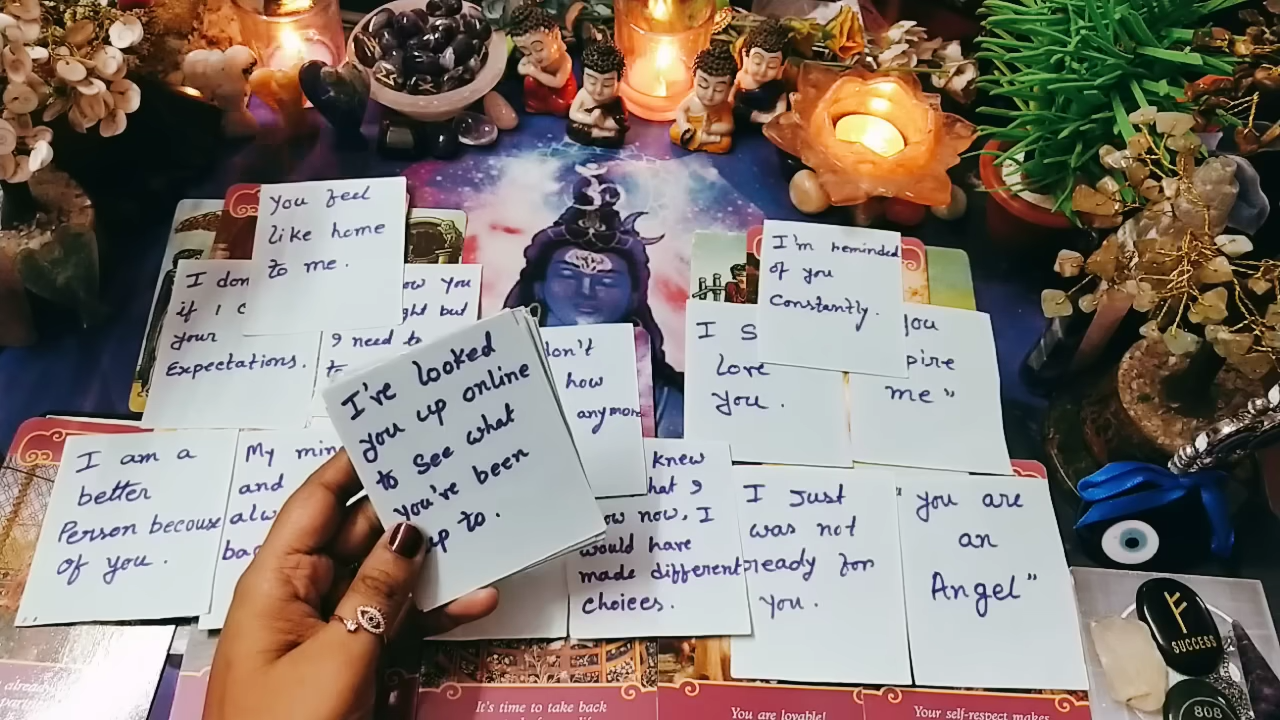 You feel
like home
to me.
I don
if I c
your
Expectations.
ow You
ght but
I need to
I've looked
you up online
to see what
you've been
up to.
don't
how
anymore
I'm reminded
of you
Constantly.
I S
Love
You.
you
pire
me"
I am a
better
Person becouse
of you.
My min
and
alw
bac
knew
hat I
ow now, I
would have
made different
choices.
I Just
was not
ready for
you.
"you are
an
Angel"
SUCCESS
808
already
It's time to take back
You are lovable!
Your self-respect makes